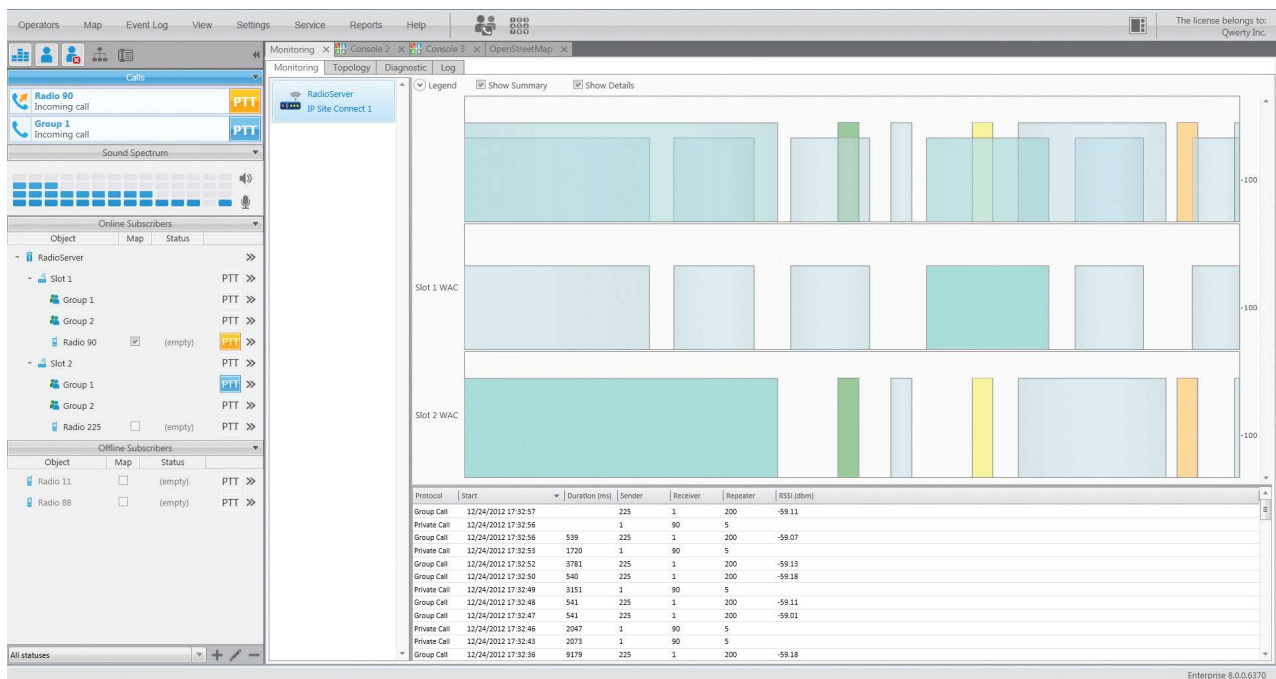 Operators Map Event Log View Settings Service Reports Help
The license belongs to:
Qwerty Inc.
Calls
Radio 90
Incoming call
PTT
Group 1
Incoming call
PTT
Sound Spectrum
Online Subscribers
Object Map Status
RadioServer
Slot 1 PTT
Group 1 PTT
Group 2 PTT
Radio 90 (empty) PTT
Slot 2 PTT
Group 1 PTT
Group 2 PTT
Radio 225 (empty) PTT
Offline Subscribers
Object Map Status
Radio 11 (empty) PTT
Radio 88 (empty) PTT
All statuses
Monitoring Console 2 Console 3 OpenStreetMap
Monitoring Topology Diagnostic Log
RadioServer
IP Site Connect 1
Legend Show Summary Show Details
-100
Slot 1 WAC
-100
Slot 2 WAC
-100
Protocol Start Duration (ms) Sender Receiver Repeater RSSI (dbm)
Group Call 12/24/2012 17:32:57 225 1 200 -59.11
Private Call 12/24/2012 17:32:56 1 90 5
Group Call 12/24/2012 17:32:56 539 225 1 200 -59.07
Private Call 12/24/2012 17:32:53 1720 1 90 5
Group Call 12/24/2012 17:32:52 3781 225 1 200 -59.13
Group Call 12/24/2012 17:32:50 540 225 1 200 -59.18
Private Call 12/24/2012 17:32:49 3151 1 90 5
Group Call 12/24/2012 17:32:48 541 225 1 200 -59.11
Group Call 12/24/2012 17:32:47 541 225 1 200 -59.01
Private Call 12/24/2012 17:32:46 2047 1 90 5
Private Call 12/24/2012 17:32:43 2073 1 90 5
Group Call 12/24/2012 17:32:36 9179 225 1 200 -59.18
Enterprise 8.0.0.6370